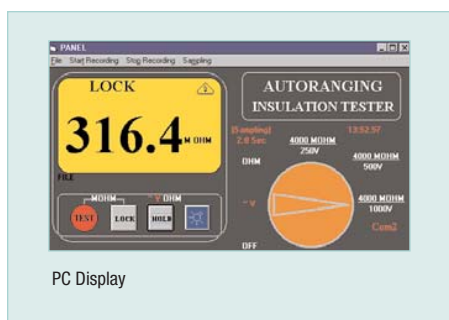 PANEL
File Start Recording Stop Recording Sampling
LOCK
316.4 M OHM
FILE
MOHM ~ V OHM
TEST LOCK HOLD
AUTORANGING
INSULATION TESTER
[Sampling] 13:52:57
2.0 Sec
4000 MOHM
250V
4000 MOHM
500V
4000 MOHM
1000V
OHM
~ V
OFF
Com2
PC Display